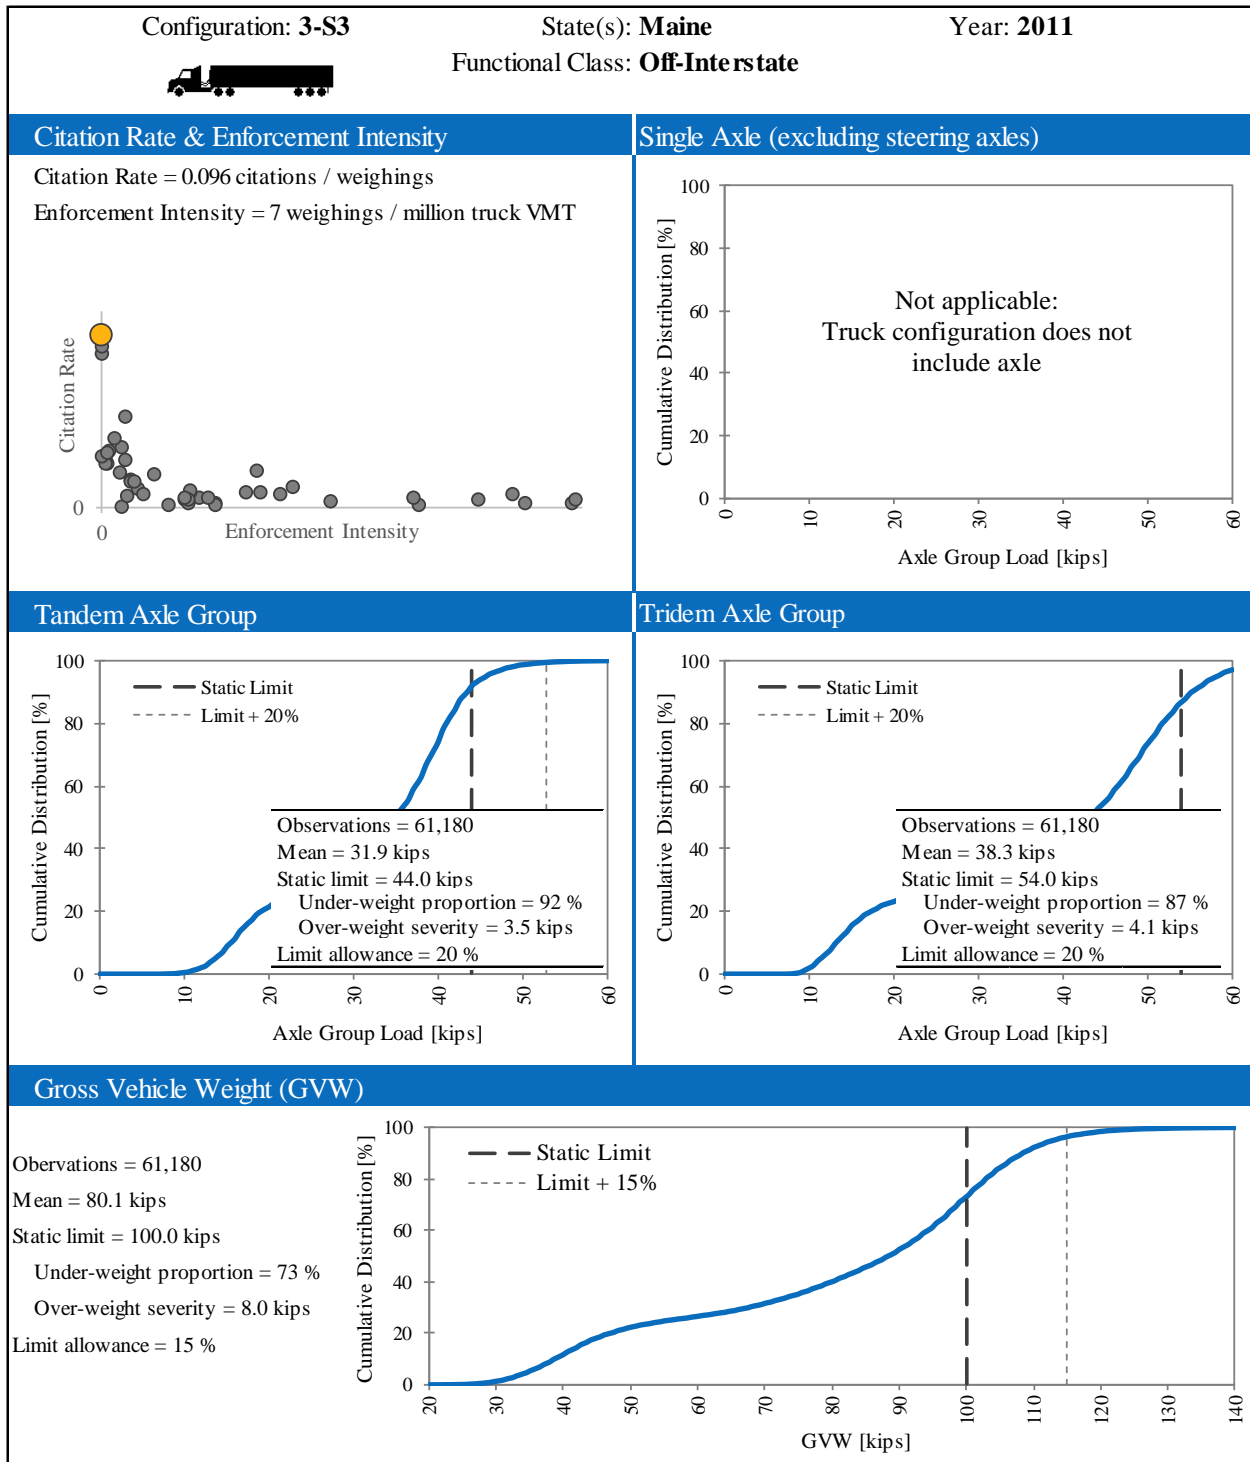 Configuration: 3-S3 State(s): Maine Year: 2011
Functional Class: Off-Interstate
Citation Rate & Enforcement Intensity
Citation Rate = 0.096 citations / weighings
Enforcement Intensity = 7 weighings / million truck VMT
Citation Rate
0
0
Enforcement Intensity
Single Axle (excluding steering axles)
Cumulative Distribution [%]
100
80
60
40
20
0
Not applicable:
Truck configuration does not
include axle
0 10 20 30 40 50 60
Axle Group Load [kips]
Tandem Axle Group
Cumulative Distribution [%]
100
80
60
40
20
0
Static Limit
Limit + 20%
Observations = 61,180
Mean = 31.9 kips
Static limit = 44.0 kips
Under-weight proportion = 92 %
Over-weight severity = 3.5 kips
Limit allowance = 20 %
0 10 20 30 40 50 60
Axle Group Load [kips]
Tridem Axle Group
Cumulative Distribution [%]
100
80
60
40
20
0
Static Limit
Limit + 20%
Observations = 61,180
Mean = 38.3 kips
Static limit = 54.0 kips
Under-weight proportion = 87 %
Over-weight severity = 4.1 kips
Limit allowance = 20 %
0 10 20 30 40 50 60
Axle Group Load [kips]
Gross Vehicle Weight (GVW)
Obervations = 61,180
Mean = 80.1 kips
Static limit = 100.0 kips
Under-weight proportion = 73 %
Over-weight severity = 8.0 kips
Limit allowance = 15 %
Cumulative Distribution [%]
100
80
60
40
20
0
Static Limit
Limit + 15%
20 30 40 50 60 70 80 90 100 110 120 130 140
GVW [kips]